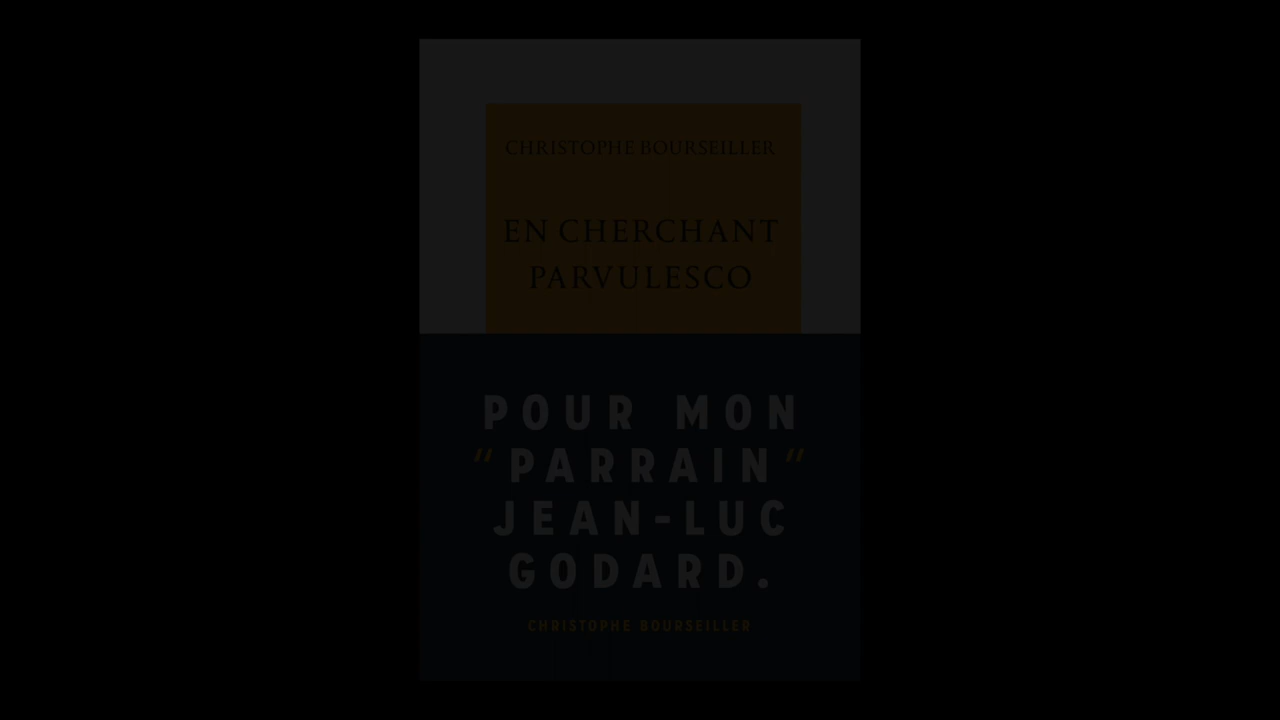 CHRISTOPHE BOURSEILLER
EN CHERCHANT
PARVULESCO
POUR MON
"PARRAIN"
JEAN-LUC
GODARD.
CHRISTOPHE BOURSEILLER